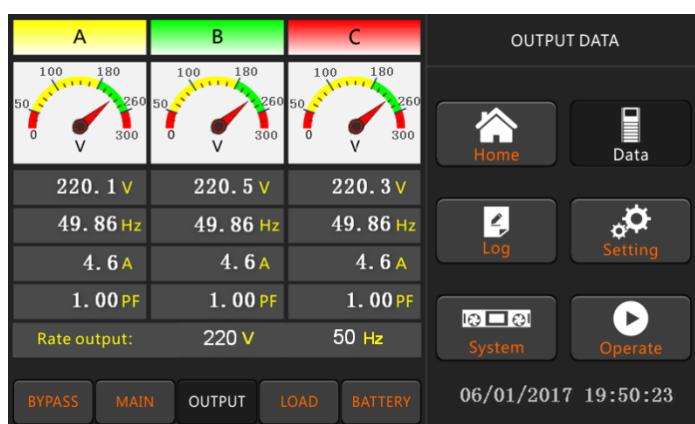 A B C
OUTPUT DATA
100 180 100 180 100 180
50 260 50 260 50 260
0 300 0 300 0 300
V V V
220.1 V 220.5 V 220.3 V
49.86 Hz 49.86 Hz 49.86 Hz
4.6 A 4.6 A 4.6 A
1.00 PF 1.00 PF 1.00 PF
Rate output: 220 V 50 Hz
BYPASS MAIN OUTPUT LOAD BATTERY
Home Data
Log Setting
System Operate
06/01/2017 19:50:23